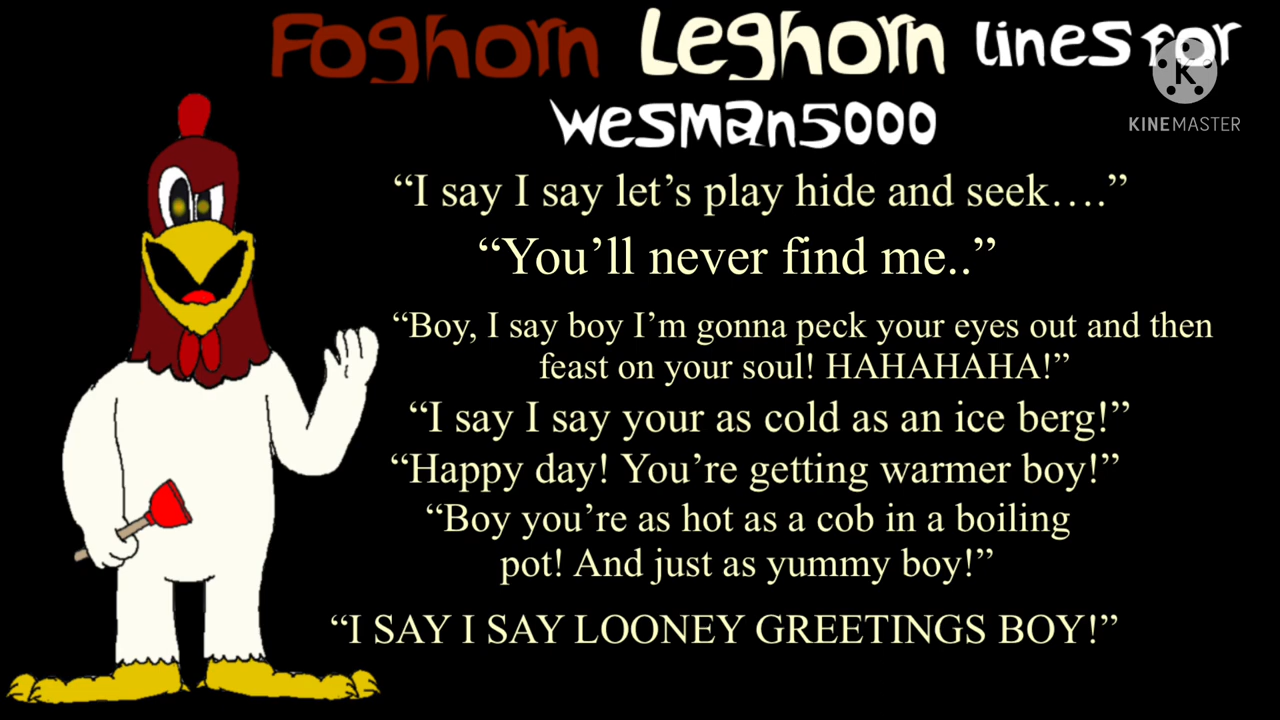 Foghorn Leghorn lines for
wesman5000
K
KINEMASTER
“I say I say let’s play hide and seek….”
“You’ll never find me..”
“Boy, I say boy I’m gonna peck your eyes out and then
feast on your soul! HAHAHAHA!”
“I say I say your as cold as an ice berg!”
“Happy day! You’re getting warmer boy!”
“Boy you’re as hot as a cob in a boiling
pot! And just as yummy boy!”
“I SAY I SAY LOONEY GREETINGS BOY!”